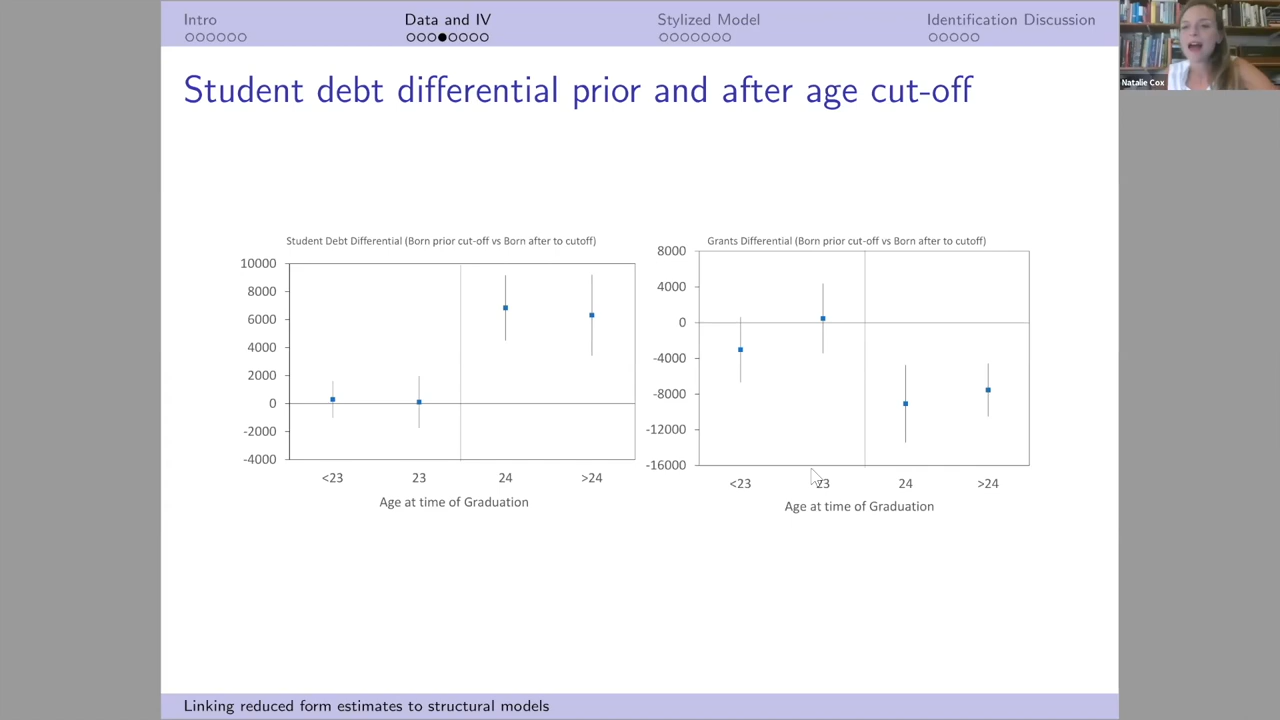 Intro
Data and IV
Stylized Model
Identification Discussion
Natalie Cox
Student debt differential prior and after age cut-off
Student Debt Differential (Born prior cut-off vs Born after to cutoff)
10000
8000
6000
4000
2000
0
-2000
-4000
<23
23
24
>24
Age at time of Graduation
Grants Differential (Born prior cut-off vs Born after to cutoff)
8000
4000
0
-4000
-8000
-12000
-16000
<23
23
24
>24
Age at time of Graduation
Linking reduced form estimates to structural models